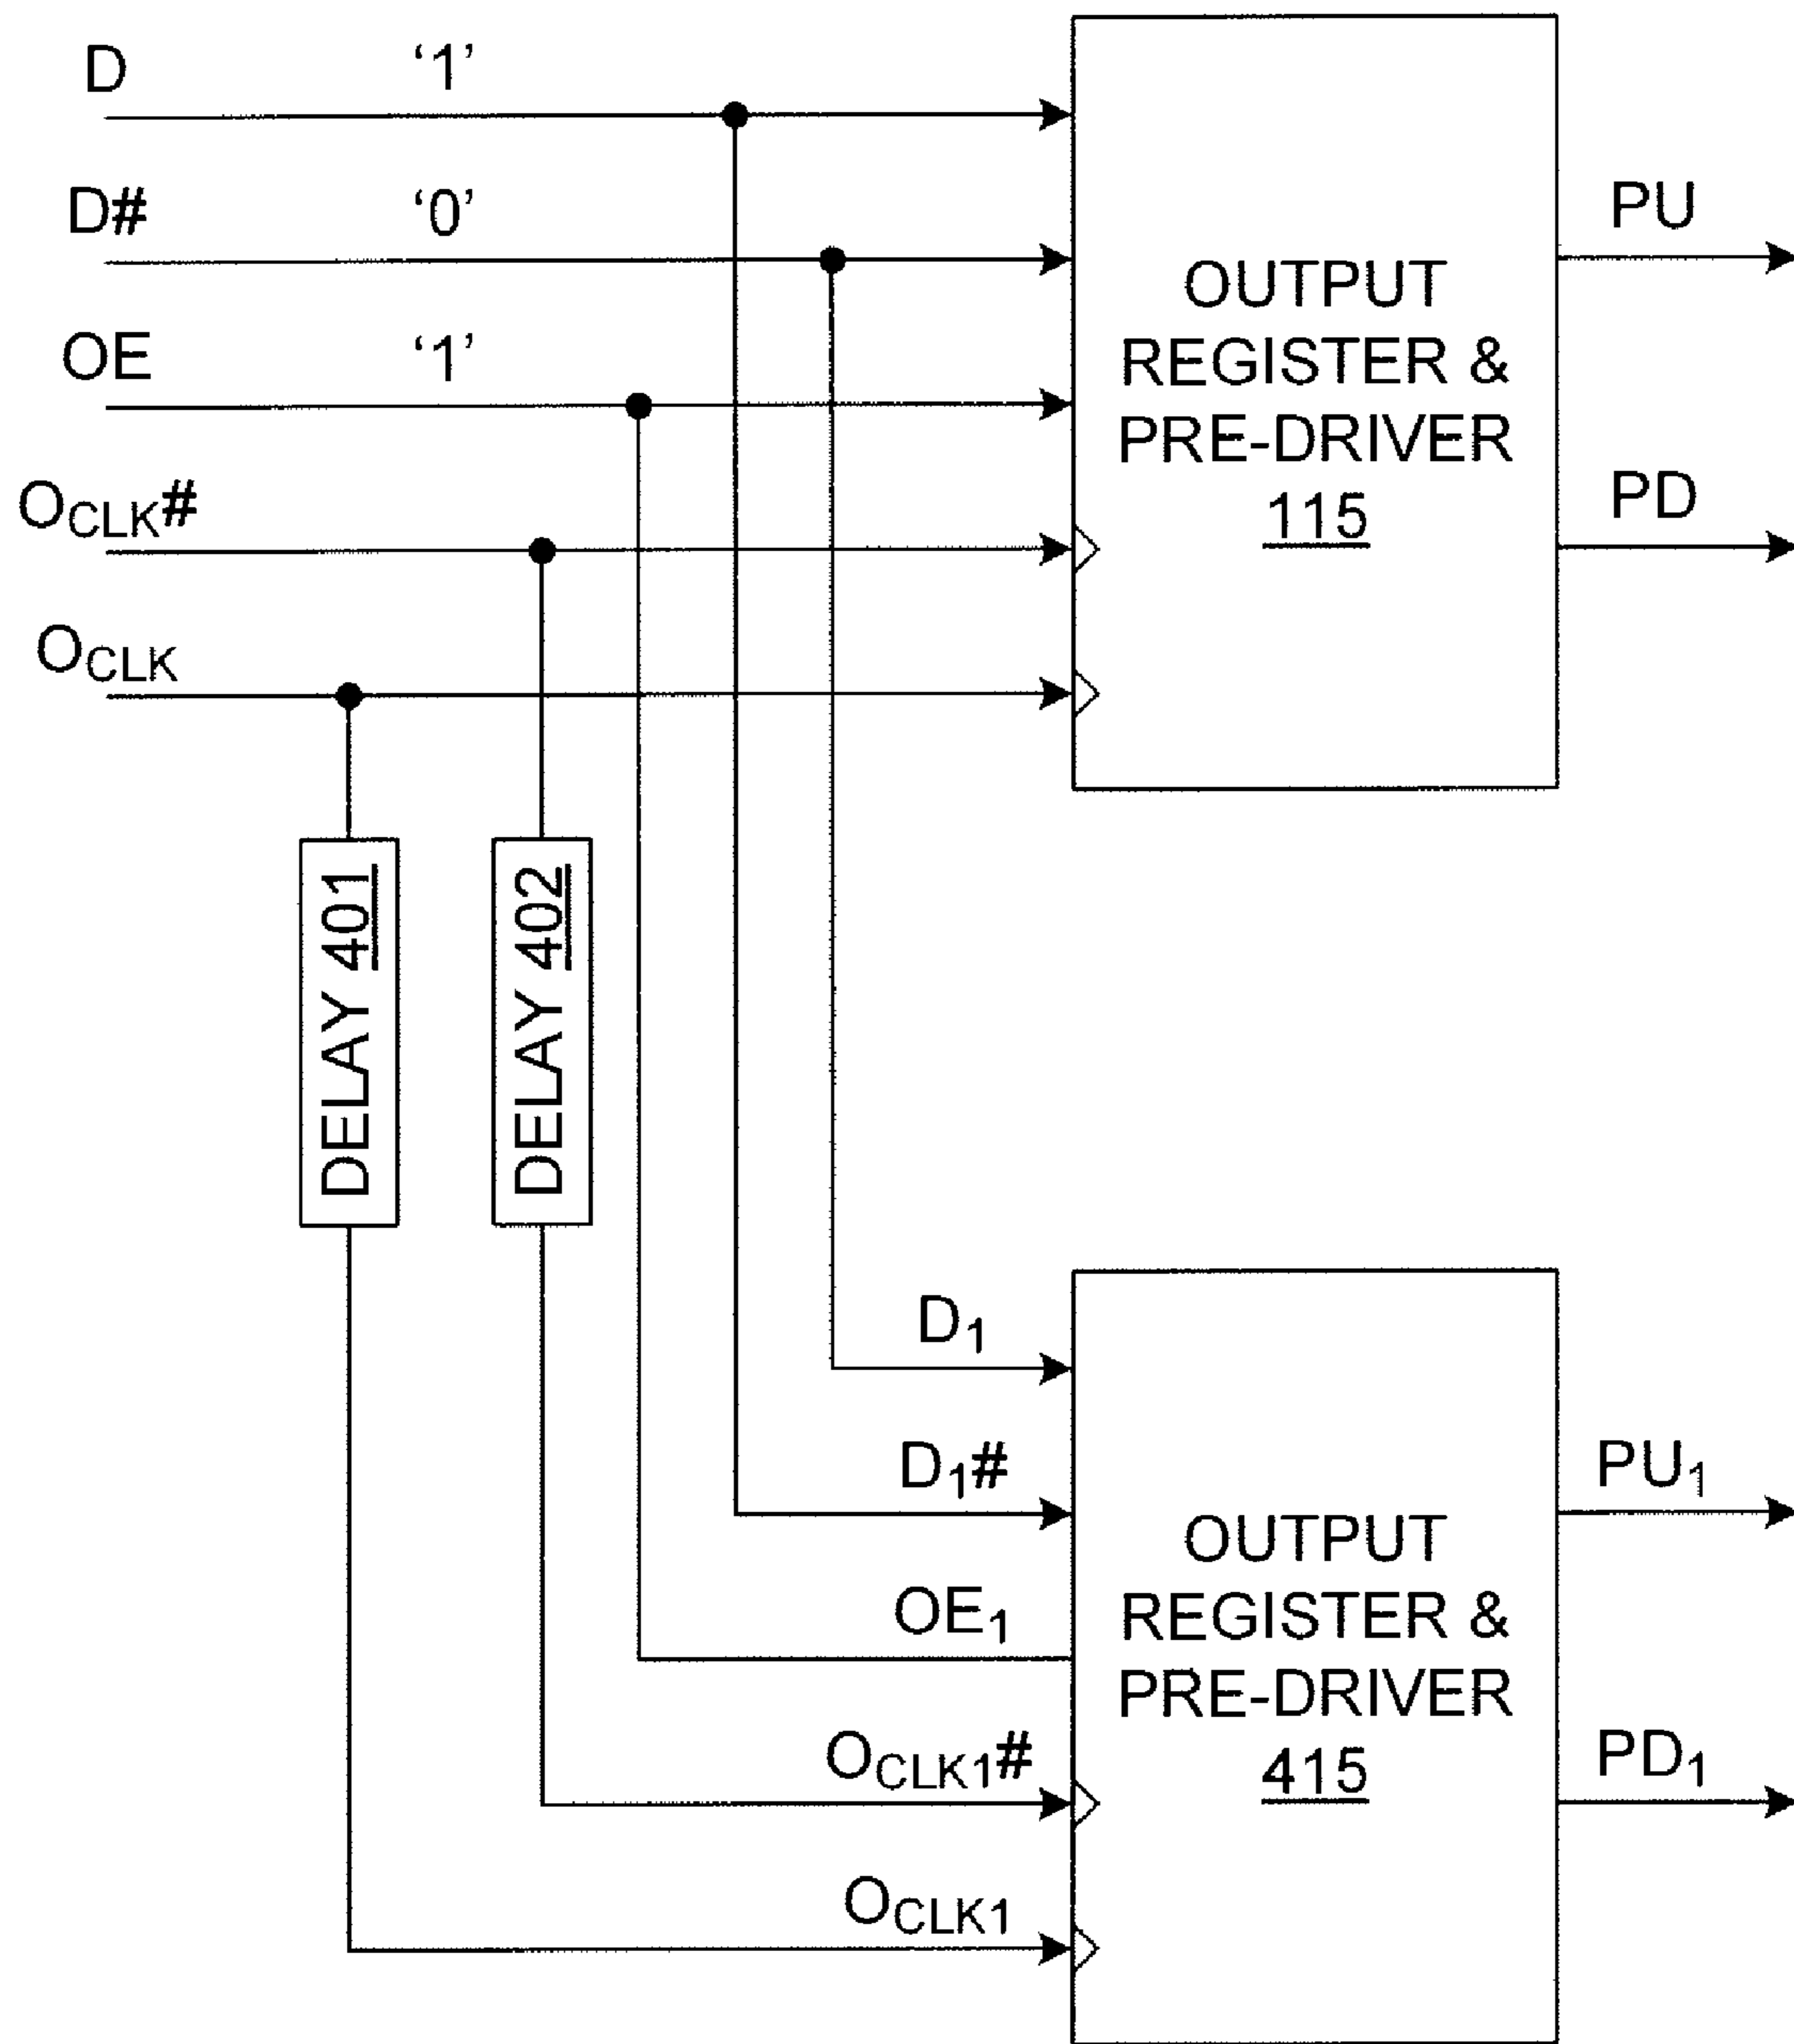 D '1'
D# '0'
OE '1'
OCLK#
OCLK
OUTPUT
REGISTER &
PRE-DRIVER
115
PU
PD
DELAY 401
DELAY 402
D1
D1#
OE1
OCLK1#
OCLK1
OUTPUT
REGISTER &
PRE-DRIVER
415
PU1
PD1